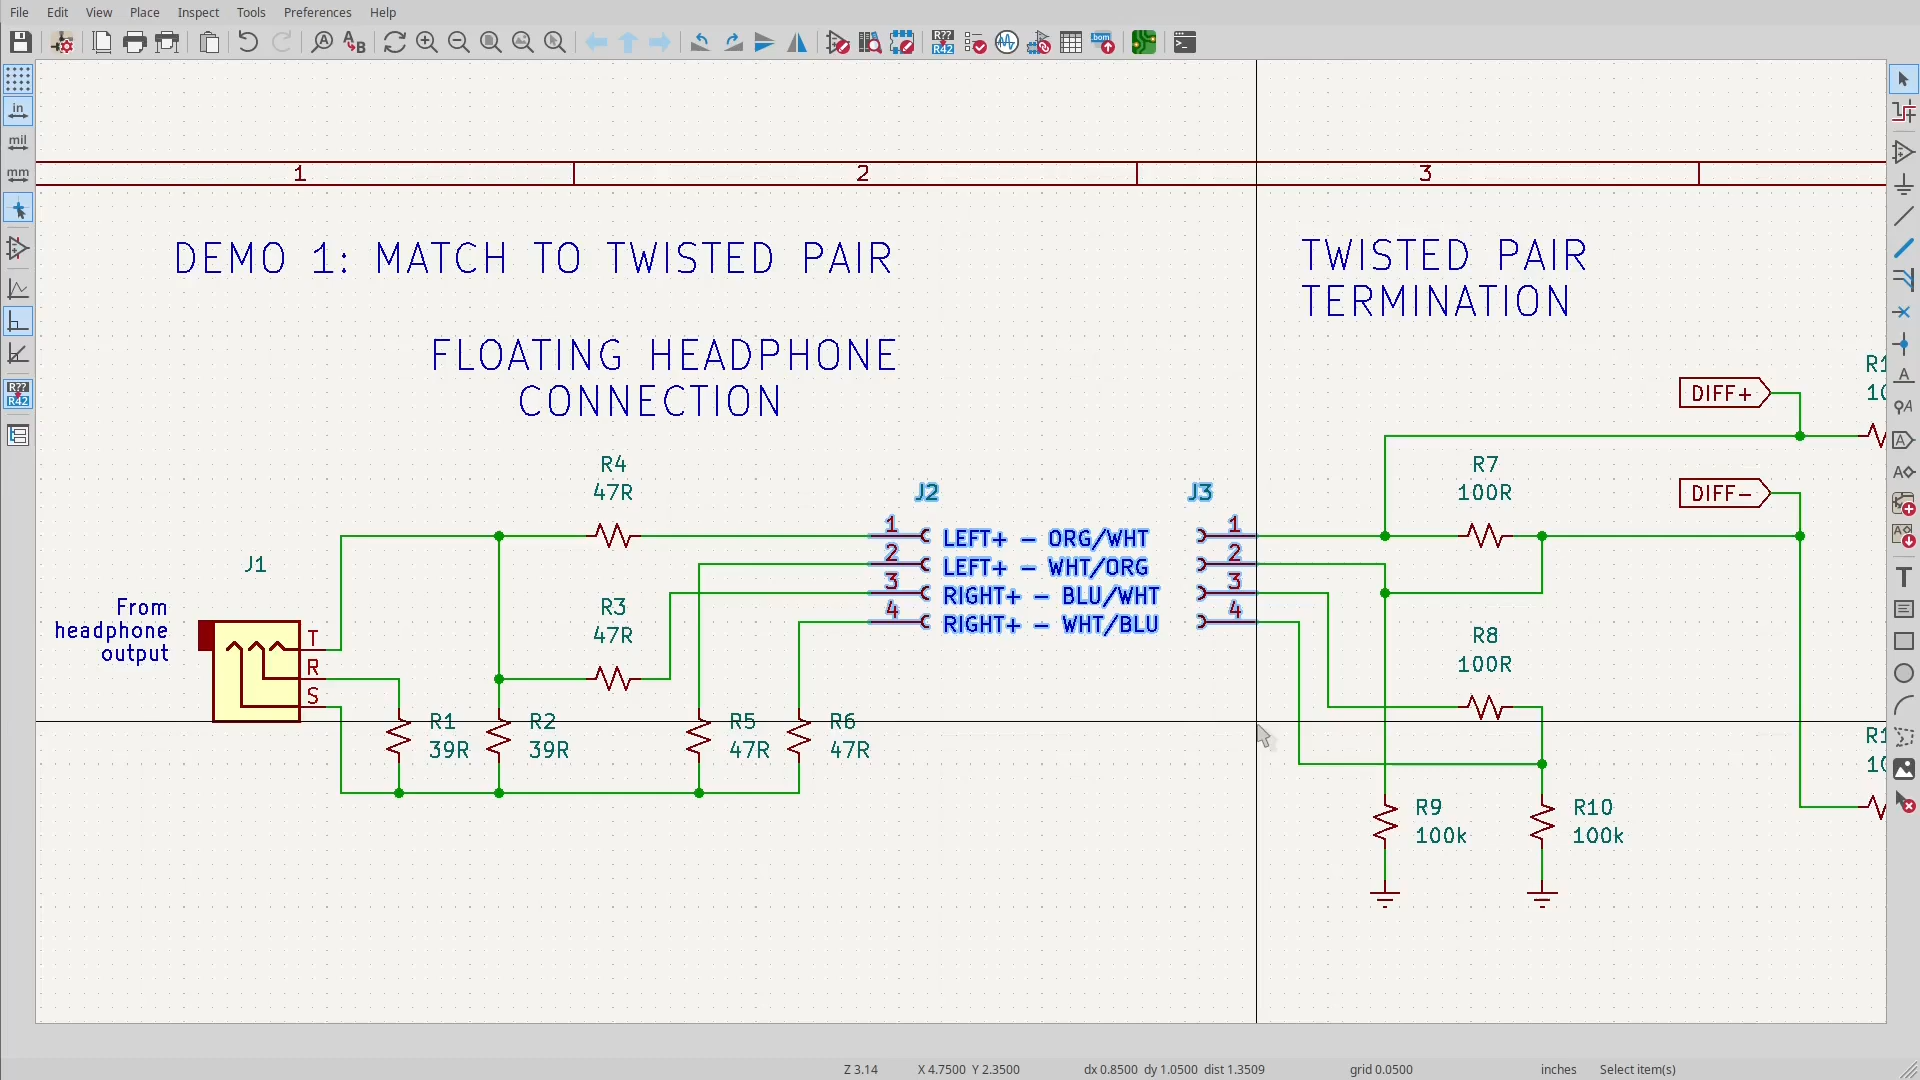 File Edit View Place Inspect Tools Preferences Help
in
mil
mm
R??
R42
1 2 3
DEMO 1: MATCH TO TWISTED PAIR
FLOATING HEADPHONE
CONNECTION
TWISTED PAIR
TERMINATION
DIFF+
DIFF-
R4
47R
J2
J3
R7
100R
1
2
3
4
LEFT+ - ORG/WHT
LEFT+ - WHT/ORG
RIGHT+ - BLU/WHT
RIGHT+ - WHT/BLU
1
2
3
4
J1
From
headphone
output
T
R
S
R3
47R
R8
100R
R1
39R
R2
39R
R5
47R
R6
47R
R9
100k
R10
100k
Z 3.14 X 4.7500 Y 2.3500 dx 0.8500 dy 1.0500 dist 1.3509 grid 0.0500 inches Select item(s)